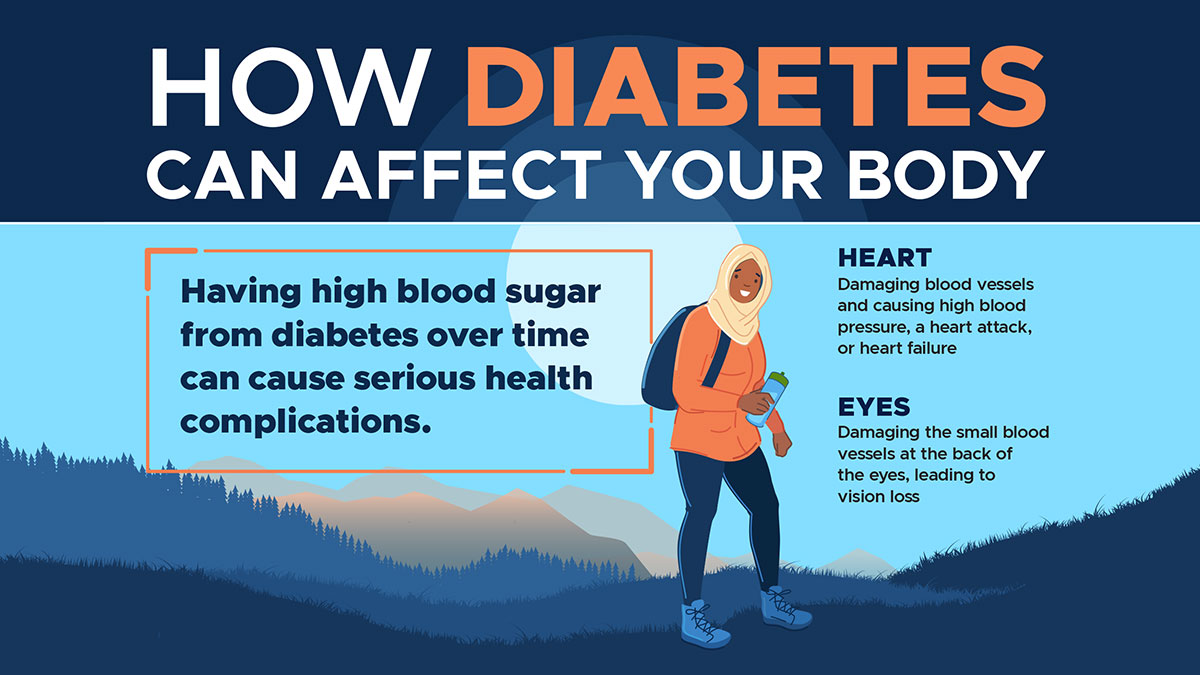 HOW DIABETES
CAN AFFECT YOUR BODY
Having high blood sugar
from diabetes over time
can cause serious health
complications.
HEART
Damaging blood vessels
and causing high blood
pressure, a heart attack,
or heart failure
EYES
Damaging the small blood
vessels at the back of
the eyes, leading to
vision loss